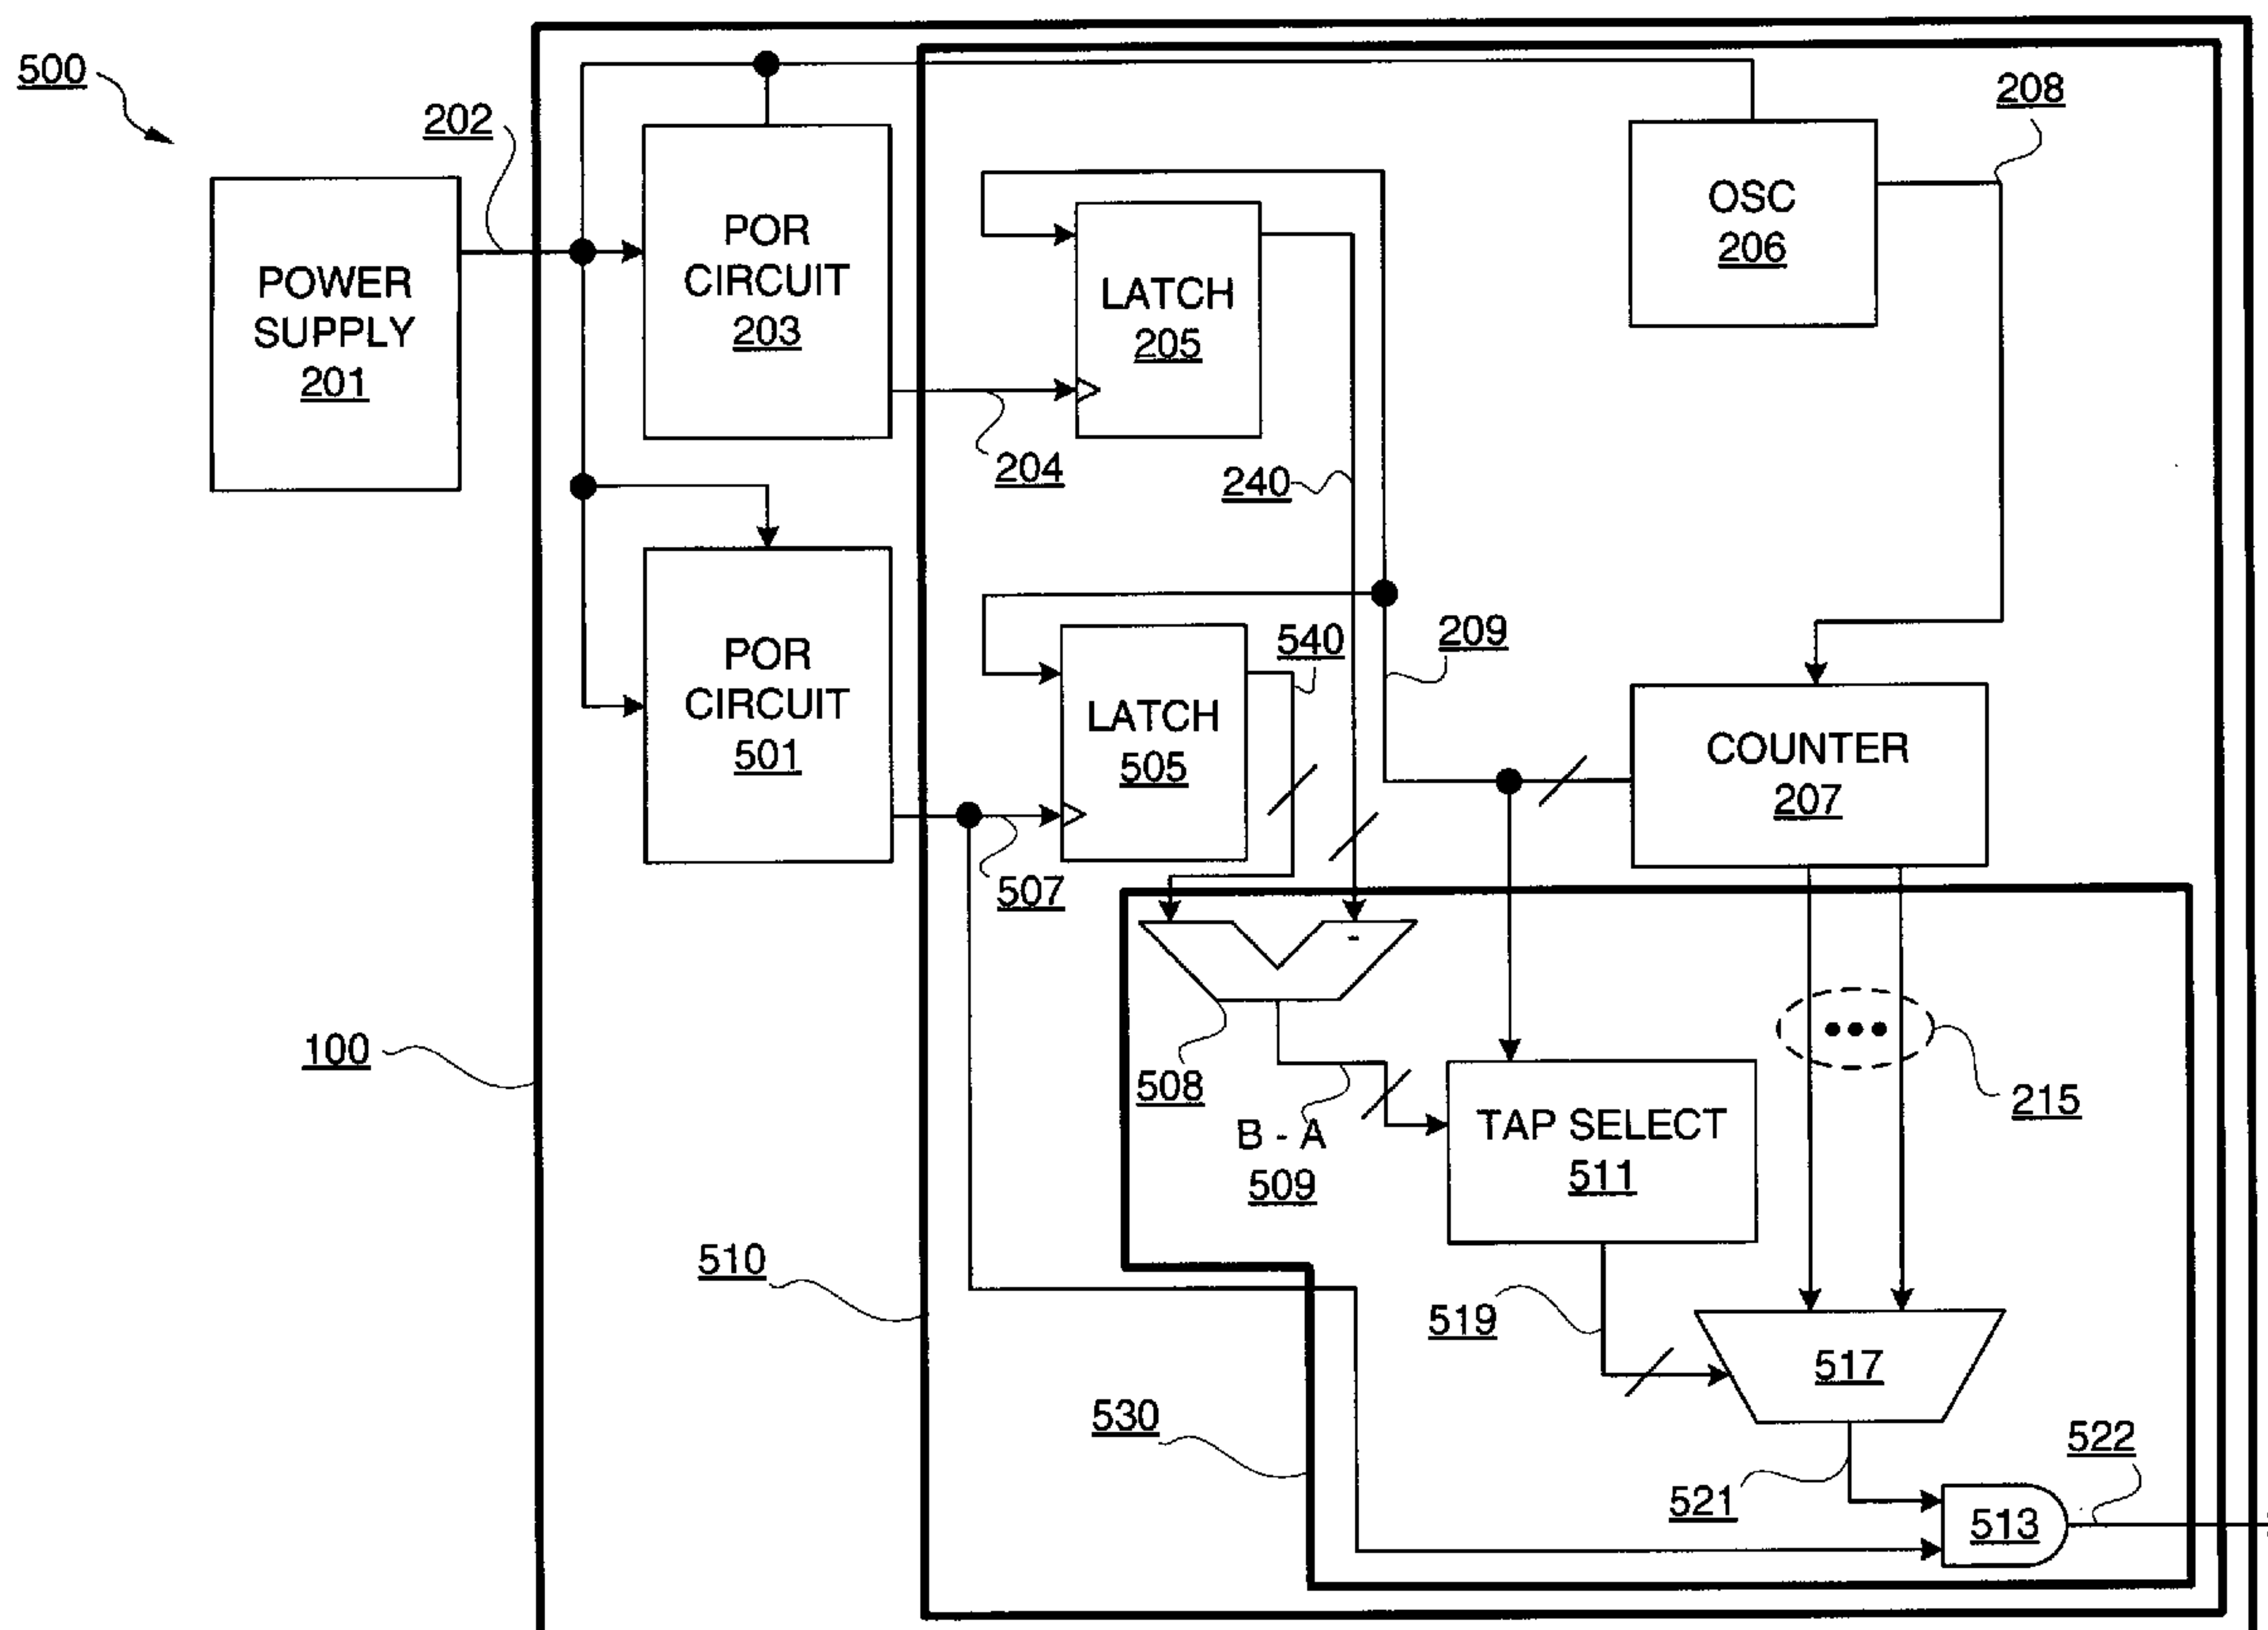 500
202
208
POWER
SUPPLY
201
POR
CIRCUIT
203
LATCH
205
OSC
206
204
240
POR
CIRCUIT
501
LATCH
505
540
209
COUNTER
207
507
100
508
B - A
509
-
TAP SELECT
511
215
510
519
517
530
521
513
522